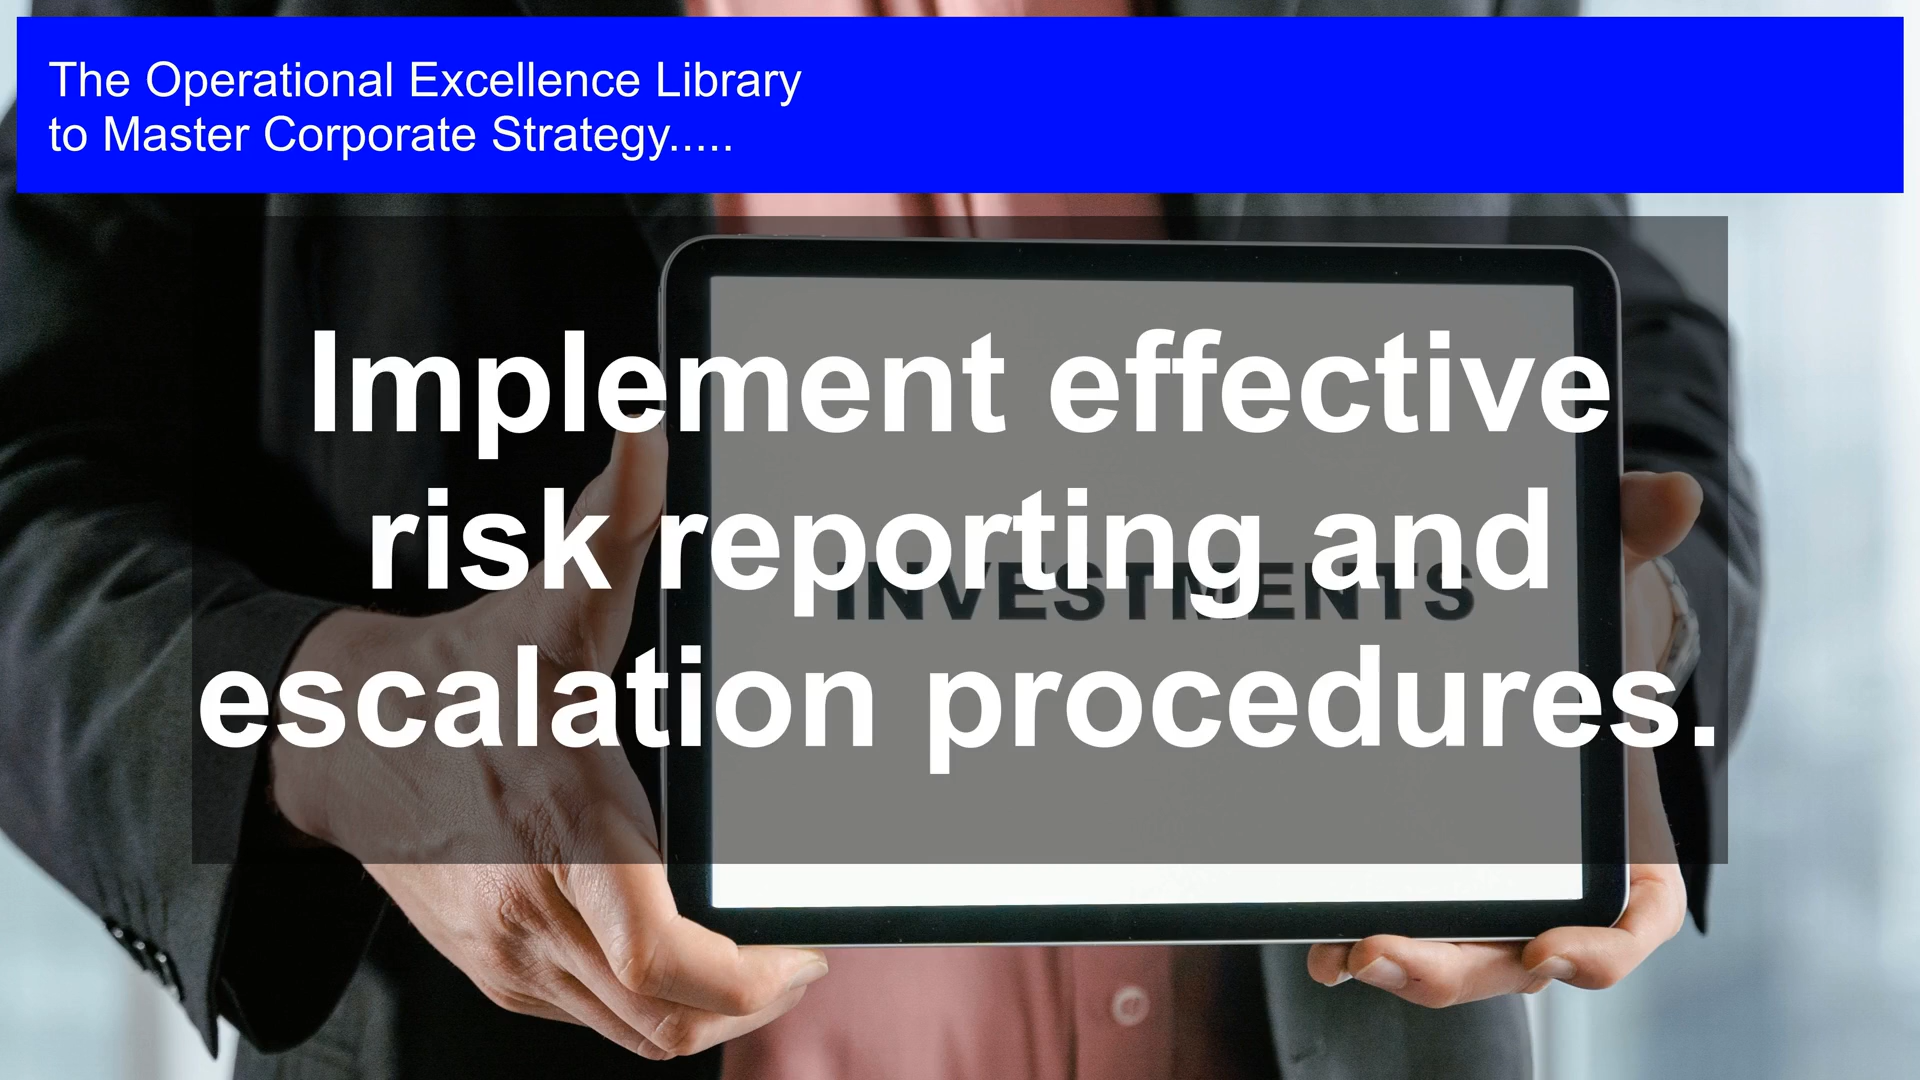 The Operational Excellence Library
to Master Corporate Strategy.....
Implement effective
risk reporting and
INVESTMENTS
escalation procedures.